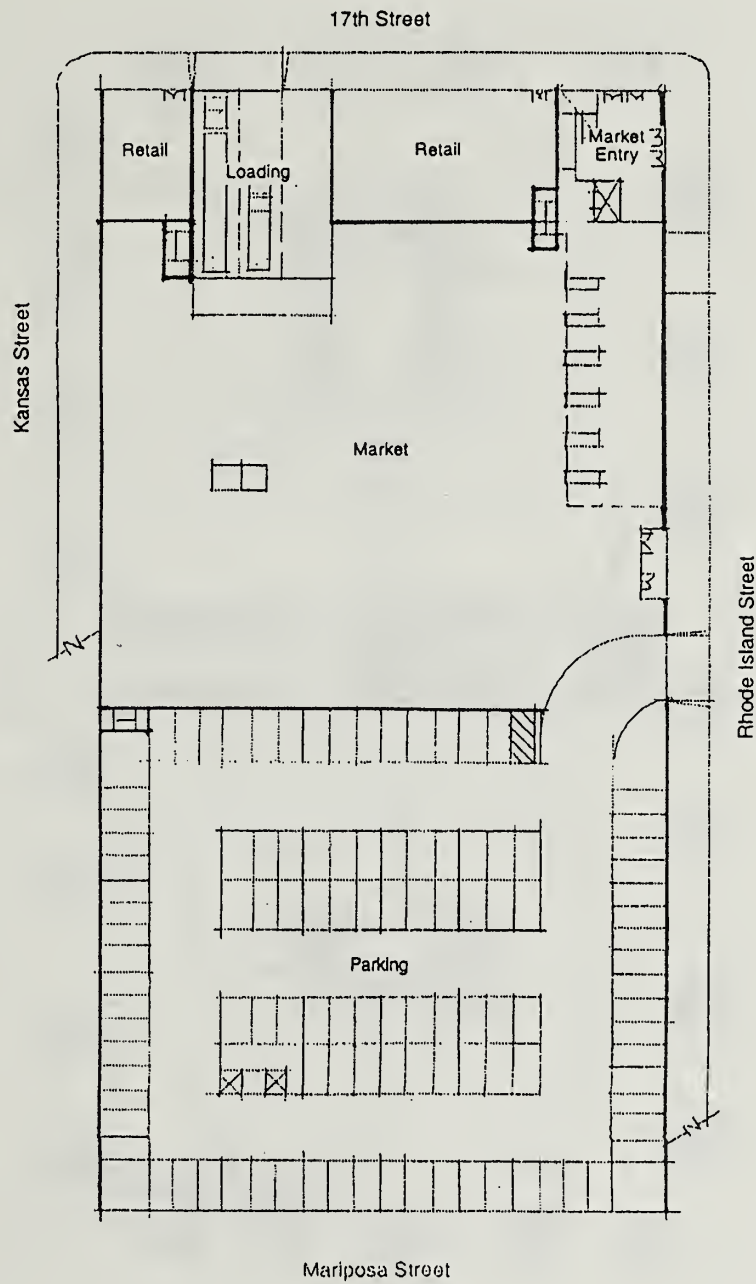 17th Street
Retail
Loading
Retail
Market
Entry
Kansas Street
Market
Rhode Island Street
Parking
Mariposa Street